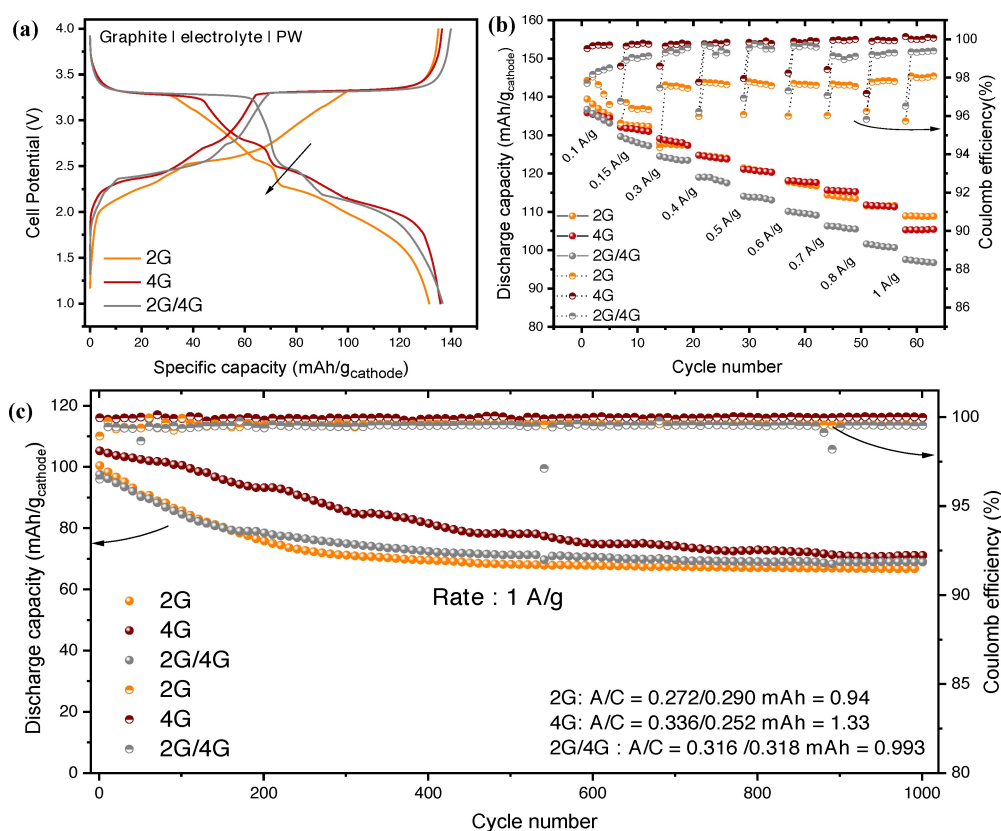 (a)
Graphite | electrolyte | PW
4.0
3.5
3.0
2.5
2.0
1.5
1.0
Cell Potential (V)
2G
4G
2G/4G
0 20 40 60 80 100 120 140
Specific capacity (mAh/gcathode)
(b)
160
150
140
130
120
110
100
90
80
Discharge capacity (mAh/gcathode)
0.1 A/g
0.15 A/g
0.3 A/g
0.4 A/g
0.5 A/g
0.6 A/g
0.7 A/g
0.8 A/g
1 A/g
2G
4G
2G/4G
2G
4G
2G/4G
100
98
96
94
92
90
88
86
85
Coulomb efficiency(%)
0 10 20 30 40 50 60
Cycle number
(c)
120
100
80
60
40
20
0
Discharge capacity (mAh/gcathode)
Rate : 1 A/g
2G
4G
2G/4G
2G
4G
2G/4G
2G: A/C = 0.272/0.290 mAh = 0.94
4G: A/C = 0.336/0.252 mAh = 1.33
2G/4G : A/C = 0.316 /0.318 mAh = 0.993
100
95
90
85
80
Coulomb efficiency (%)
0 200 400 600 800 1000
Cycle number